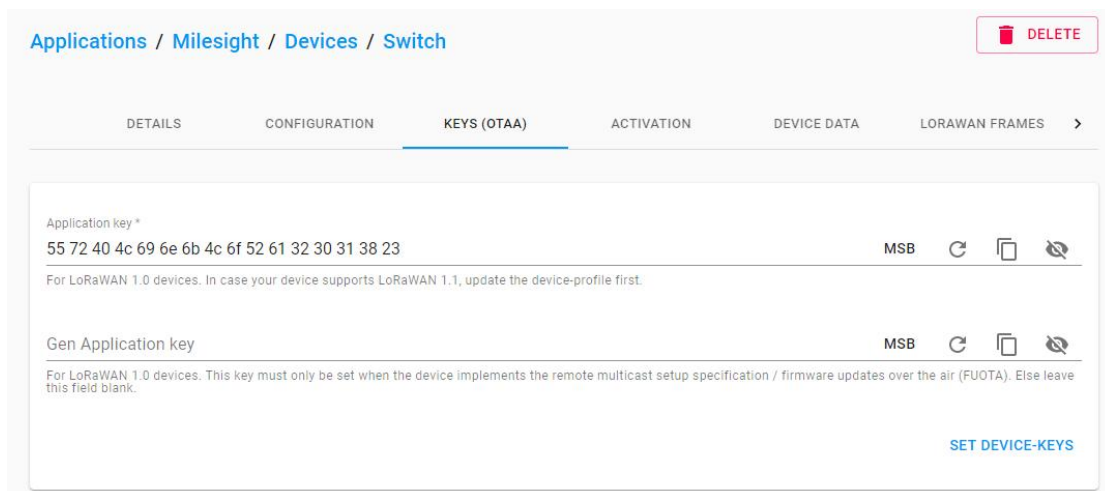 Applications / Milesight / Devices / Switch
DELETE
DETAILS CONFIGURATION KEYS (OTAA) ACTIVATION DEVICE DATA LORAWAN FRAMES >
Application key *
55 72 40 4c 69 6e 6b 4c 6f 52 61 32 30 31 38 23 MSB
For LoRaWAN 1.0 devices. In case your device supports LoRaWAN 1.1, update the device-profile first.
Gen Application key MSB
For LoRaWAN 1.0 devices. This key must only be set when the device implements the remote multicast setup specification / firmware updates over the air (FUOTA). Else leave
this field blank.
SET DEVICE-KEYS